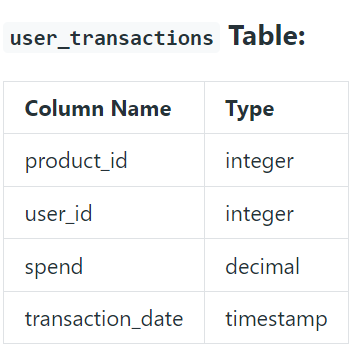 user_transactions Table:
Column Name Type
product_id integer
user_id integer
spend decimal
transaction_date timestamp